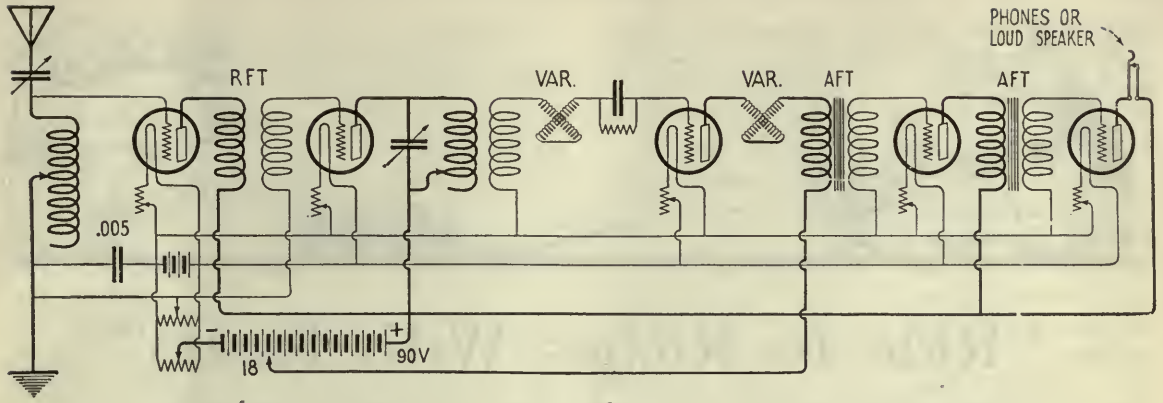 PHONES OR
LOUD SPEAKER
RFT
VAR.
VAR.
AFT
AFT
.005
-
+
18
90V